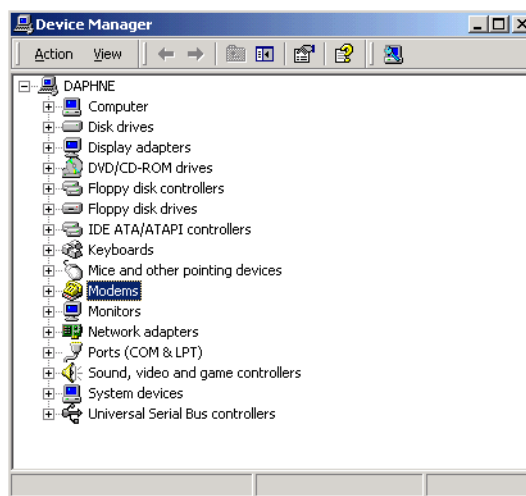 Device Manager
Action View
DAPHNE
Computer
Disk drives
Display adapters
DVD/CD-ROM drives
Floppy disk controllers
Floppy disk drives
IDE ATA/ATAPI controllers
Keyboards
Mice and other pointing devices
Modems
Monitors
Network adapters
Ports (COM & LPT)
Sound, video and game controllers
System devices
Universal Serial Bus controllers